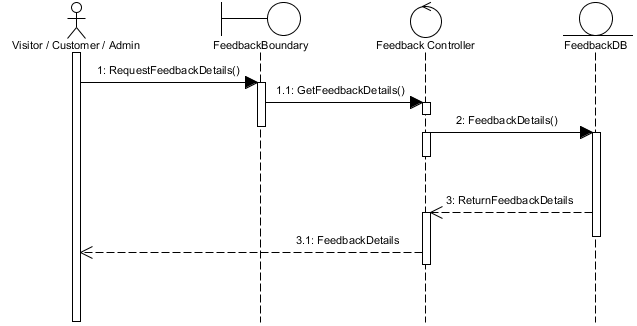 Visitor / Customer / Admin
FeedbackBoundary
Feedback Controller
FeedbackDB
1: RequestFeedbackDetails()
1.1: GetFeedbackDetails()
2: FeedbackDetails()
3: ReturnFeedbackDetails
3.1: FeedbackDetails